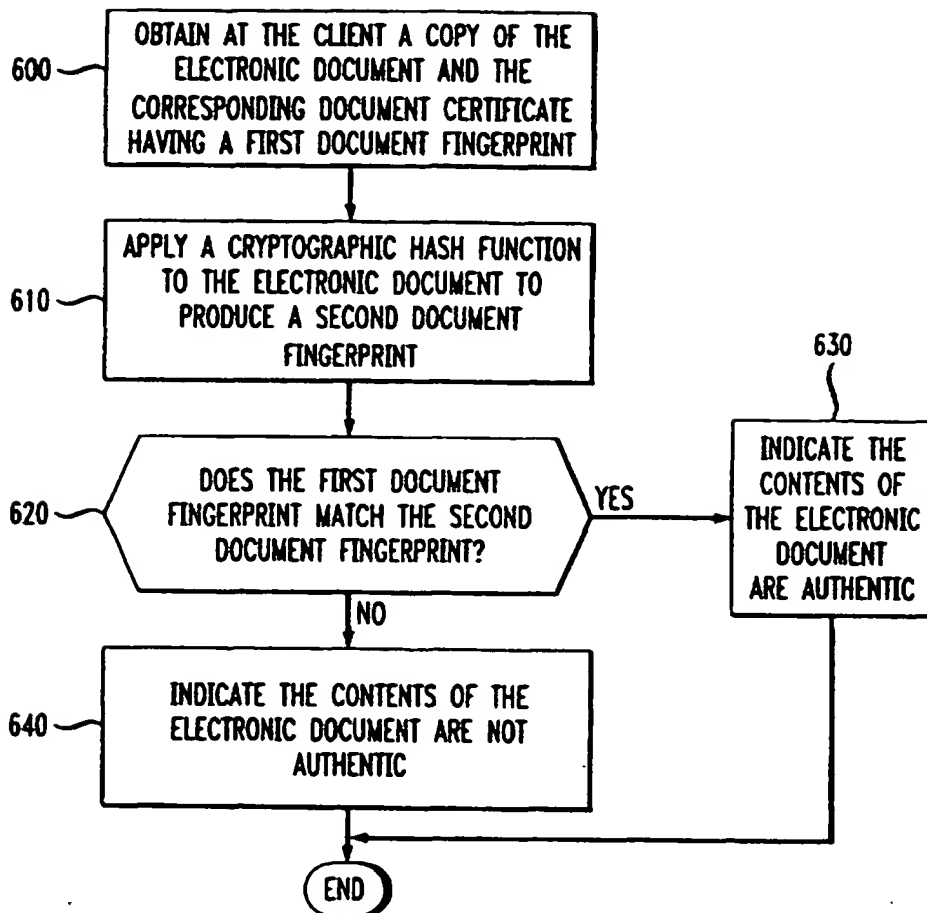 600
OBTAIN AT THE CLIENT A COPY OF THE
ELECTRONIC DOCUMENT AND THE
CORRESPONDING DOCUMENT CERTIFICATE
HAVING A FIRST DOCUMENT FINGERPRINT
610
APPLY A CRYPTOGRAPHIC HASH FUNCTION
TO THE ELECTRONIC DOCUMENT TO
PRODUCE A SECOND DOCUMENT
FINGERPRINT
620
DOES THE FIRST DOCUMENT
FINGERPRINT MATCH THE SECOND
DOCUMENT FINGERPRINT?
YES
630
INDICATE THE
CONTENTS OF
THE ELECTRONIC
DOCUMENT
ARE AUTHENTIC
NO
640
INDICATE THE CONTENTS OF THE
ELECTRONIC DOCUMENT ARE NOT
AUTHENTIC
END